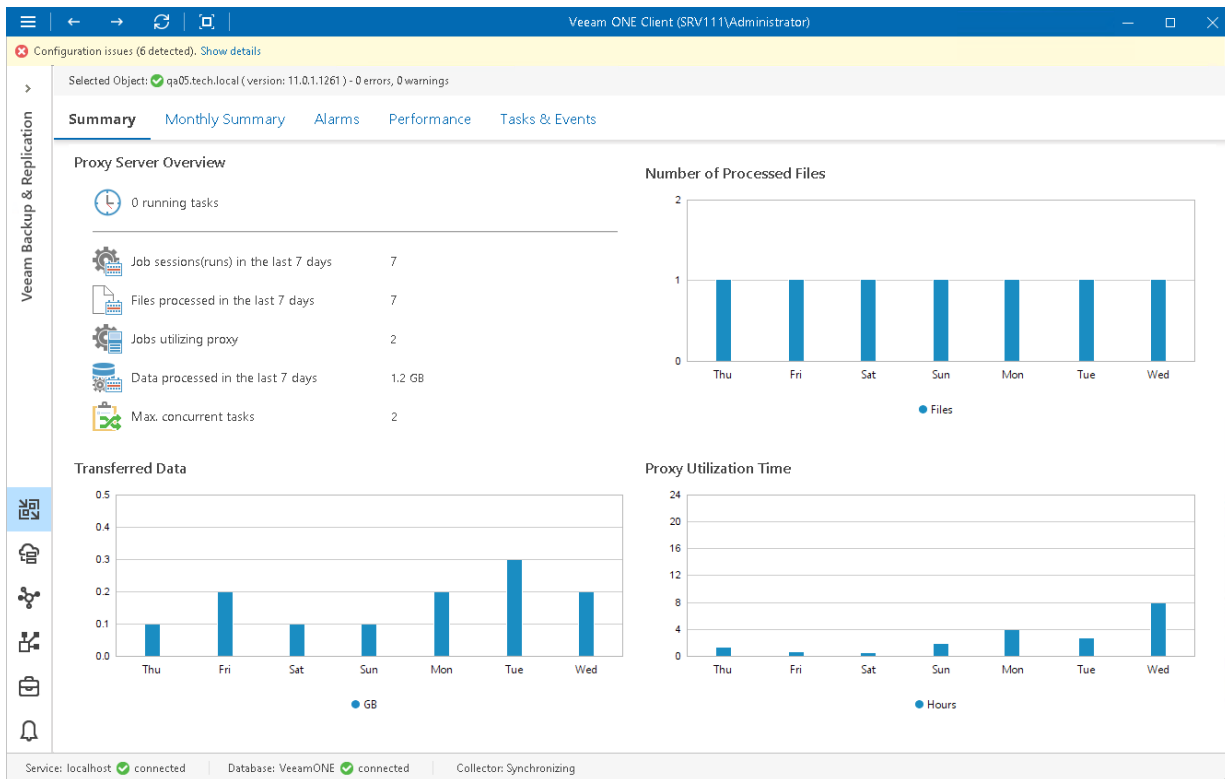 Veeam ONE Client (SRV111\Administrator)
Configuration issues (6 detected). Show details
Selected Object: qa05.tech.local (version: 11.0.1.1261) - 0 errors, 0 warnings
Veeam Backup & Replication
Summary Monthly Summary Alarms Performance Tasks & Events
Proxy Server Overview
0 running tasks
Job sessions(runs) in the last 7 days 7
Files processed in the last 7 days 7
Jobs utilizing proxy 2
Data processed in the last 7 days 1.2 GB
Max. concurrent tasks 2
Number of Processed Files
2
1
0
Thu Fri Sat Sun Mon Tue Wed
Files
Transferred Data
0.5
0.4
0.3
0.2
0.1
0.0
Thu Fri Sat Sun Mon Tue Wed
GB
Proxy Utilization Time
24
20
16
12
8
4
0
Thu Fri Sat Sun Mon Tue Wed
Hours
Service: localhost connected Database: VeeamONE connected Collector: Synchronizing